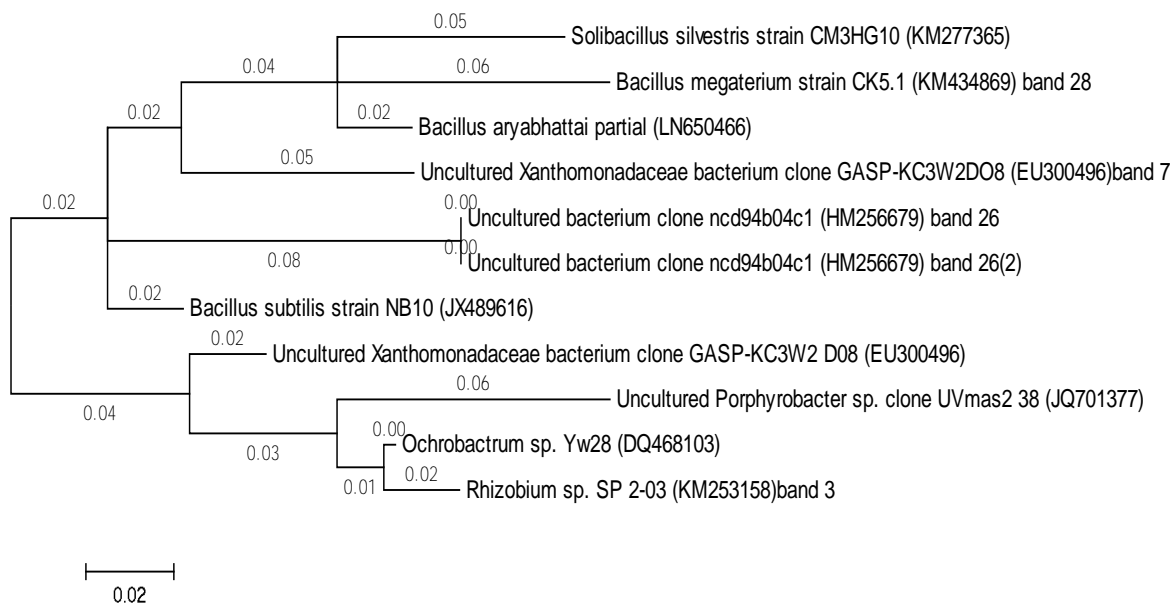 0.05
Solibacillus silvestris strain CM3HG10 (KM277365)
0.04
0.06
Bacillus megaterium strain CK5.1 (KM434869) band 28
0.02
0.02
Bacillus aryabhattai partial (LN650466)
0.05
Uncultured Xanthomonadaceae bacterium clone GASP-KC3W2DO8 (EU300496)band 7
0.02
0.00
Uncultured bacterium clone ncd94b04c1 (HM256679) band 26
0.08
0.00
Uncultured bacterium clone ncd94b04c1 (HM256679) band 26(2)
0.02
Bacillus subtilis strain NB10 (JX489616)
0.02
Uncultured Xanthomonadaceae bacterium clone GASP-KC3W2 D08 (EU300496)
0.04
0.06
Uncultured Porphyrobacter sp. clone UVmas2 38 (JQ701377)
0.03
0.00
Ochrobactrum sp. Yw28 (DQ468103)
0.01
0.02
Rhizobium sp. SP 2-03 (KM253158)band 3
0.02